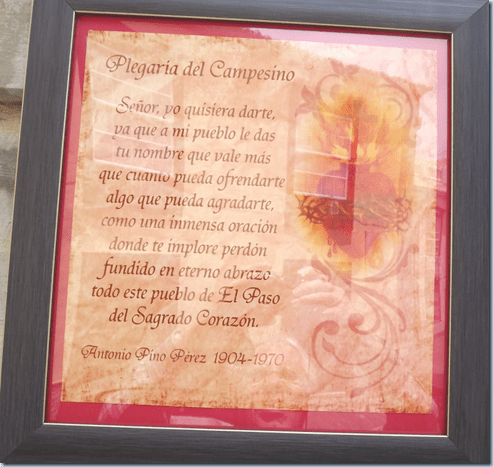 Plegaria del Campesino
Señor, yo quisiera darte,
ya que a mi pueblo le das
tu nombre que vale más
que cuanto pueda ofrendarte
algo que pueda agradarte,
como una inmensa oración
donde te implore perdón
fundido en eterno abrazo
todo este pueblo de El Paso
del Sagrado Corazón.
Antonio Pino Pérez 1904-1970